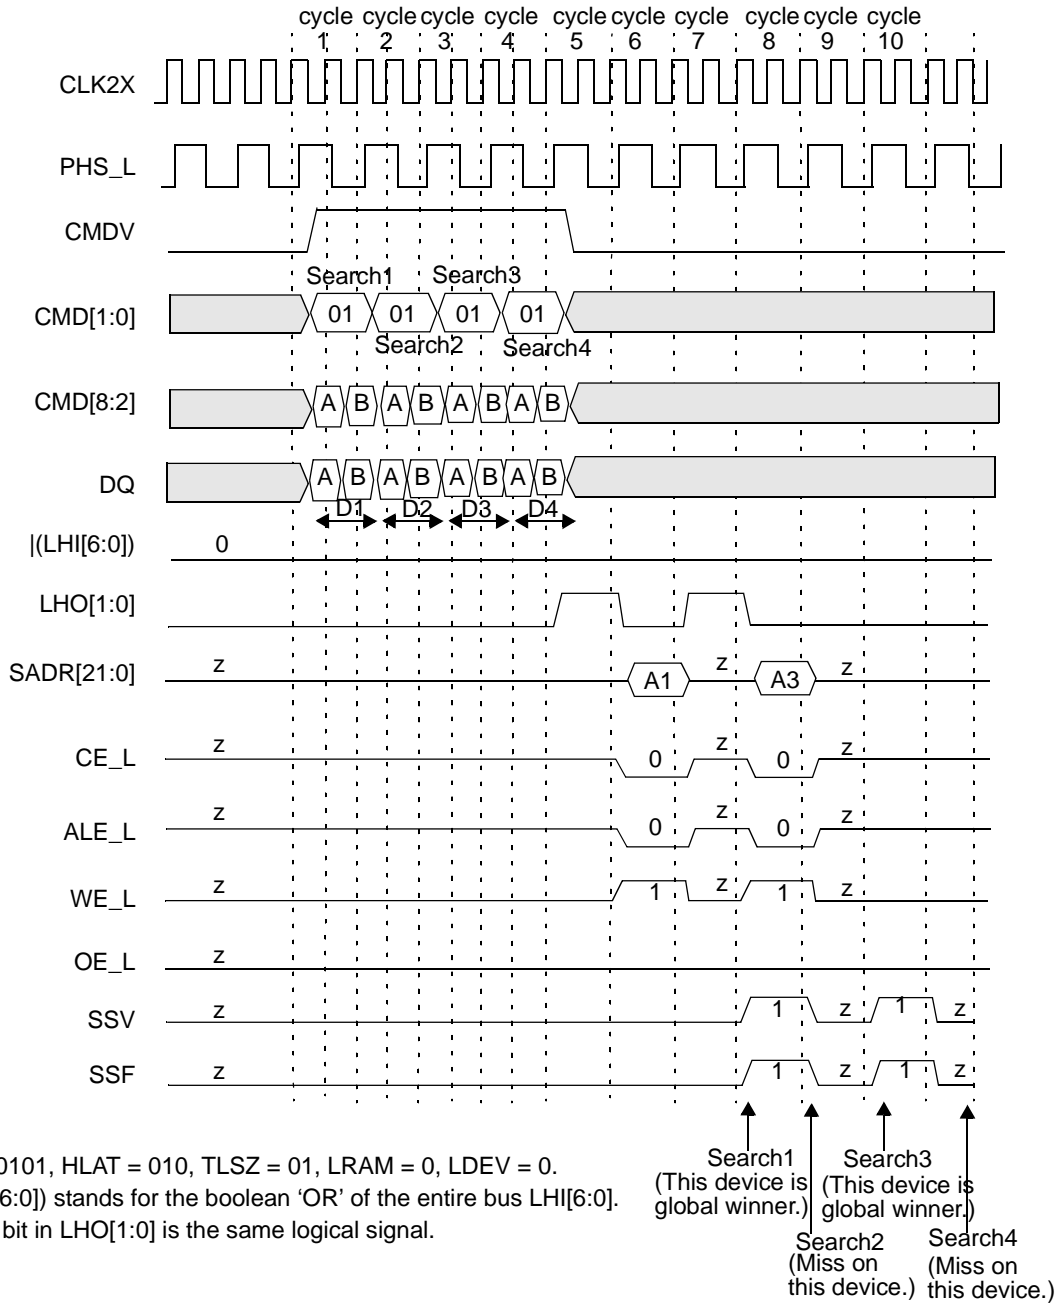 cycle cycle cycle cycle cycle cycle cycle cycle cycle cycle
1 2 3 4 5 6 7 8 9 10
CLK2X
PHS_L
CMDV
Search1 Search3
CMD[1:0] 01 01 01 01
Search2 Search4
CMD[8:2] A B A B A B A B
DQ A B A B A B A B
D1 D2 D3 D4
|(LHI[6:0]) 0
LHO[1:0]
SADR[21:0] z A1 z A3 z
CE_L z 0 z 0 z
ALE_L z 0 z 0 z
WE_L z 1 z 1 z
OE_L z
SSV z 1 z 1 z
SSF z 1 z 1 z
0101, HLAT = 010, TLSZ = 01, LRAM = 0, LDEV = 0.
6:0]) stands for the boolean ‘OR’ of the entire bus LHI[6:0].
bit in LHO[1:0] is the same logical signal.
Search1
(This device is
global winner.)
Search3
(This device is
global winner.)
Search2
(Miss on
this device.)
Search4
(Miss on
this device.)